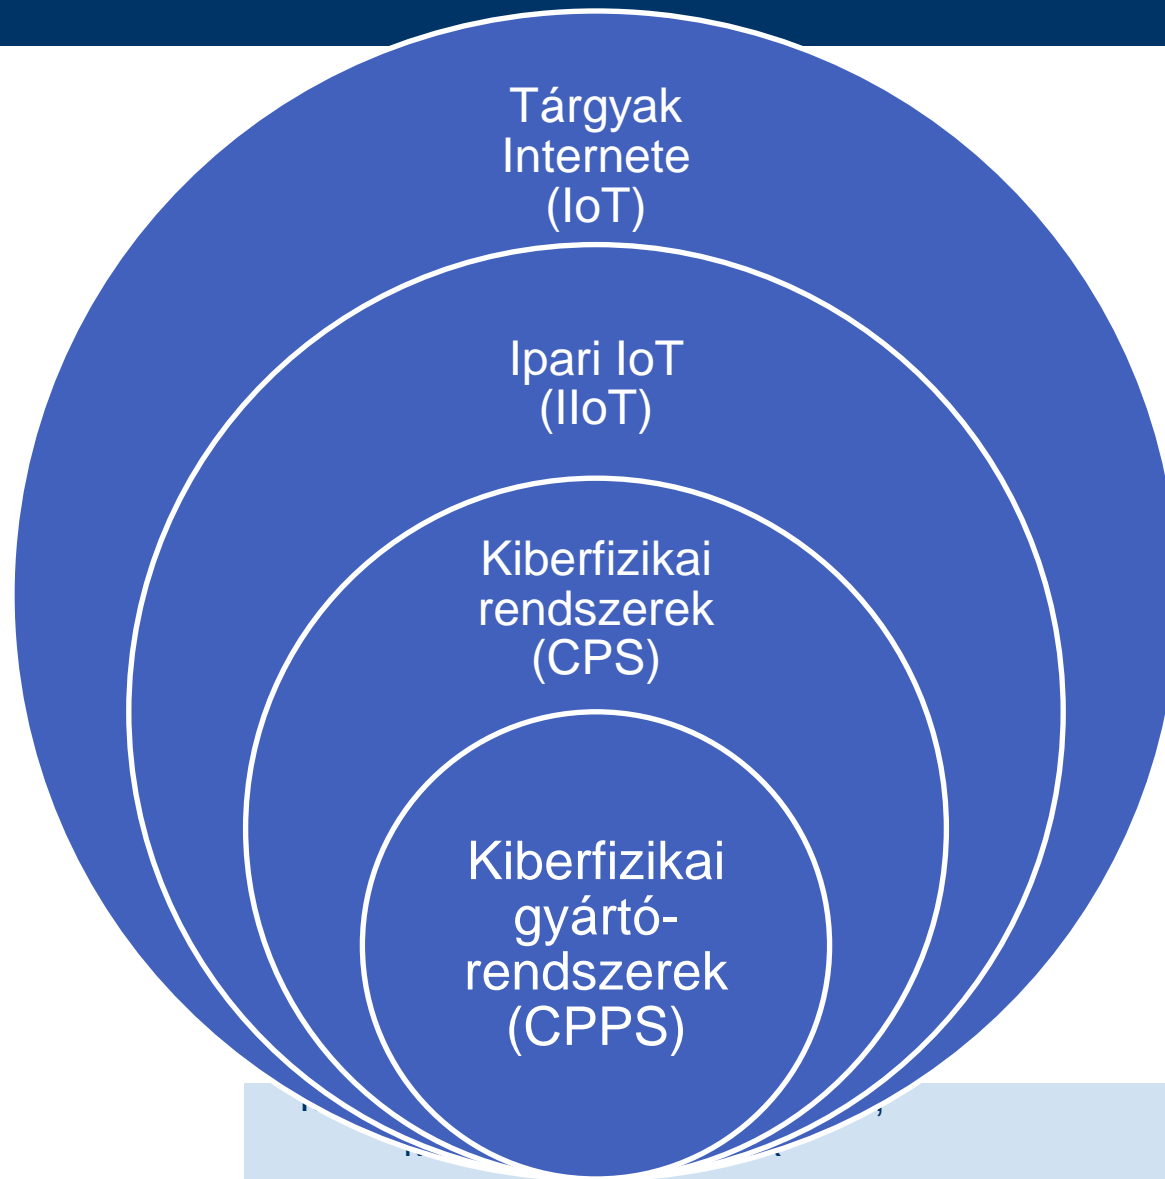 Tárgyak
Internete
(IoT)
Ipari IoT
(IIoT)
Kiberfizikai
rendszerek
(CPS)
Kiberfizikai
gyártó-
rendszerek
(CPPS)